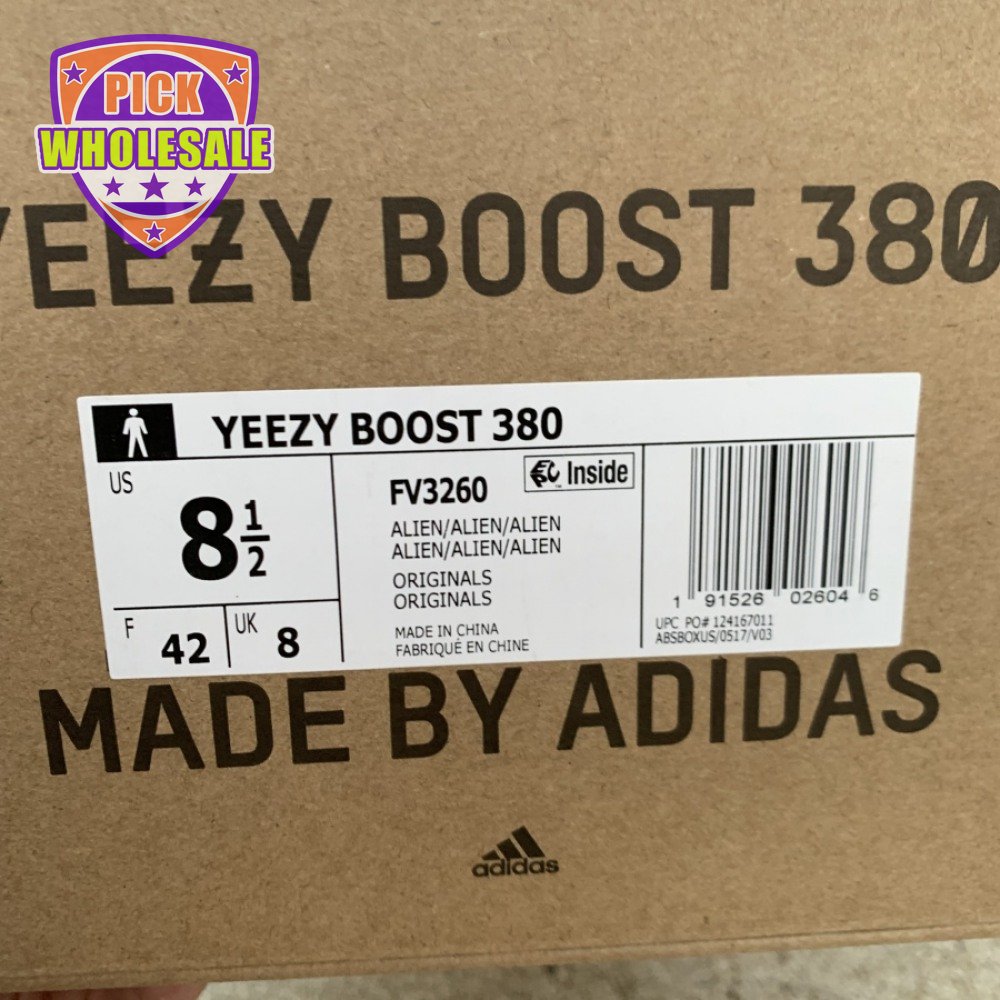 PICK
WHOLESALE
YEEZY BOOST 380
YEEZY BOOST 380
US
8 1/2
F
42
UK
8
FV3260
Inside
ALIEN/ALIEN/ALIEN
ALIEN/ALIEN/ALIEN
ORIGINALS
ORIGINALS
MADE IN CHINA
FABRIQUÉ EN CHINE
1 91526 02604 6
UPC PO# 124167011
ABSBOXUS/0517/V03
MADE BY ADIDAS
adidas